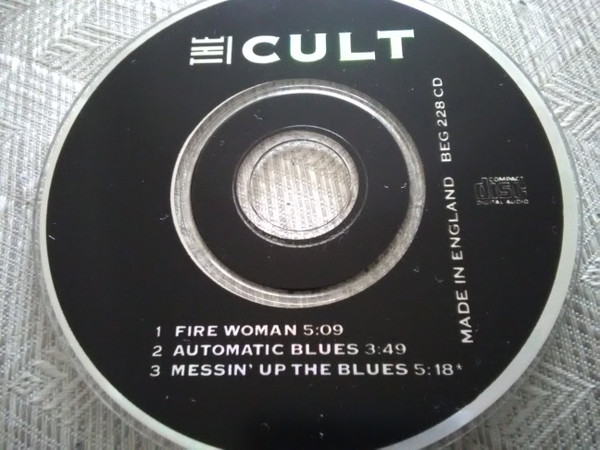 THE CULT
MADE IN ENGLAND BEG 228 CD
COMPACT
disc
DIGITAL AUDIO
1 FIRE WOMAN 5:09
2 AUTOMATIC BLUES 3:49
3 MESSIN' UP THE BLUES 5:18*